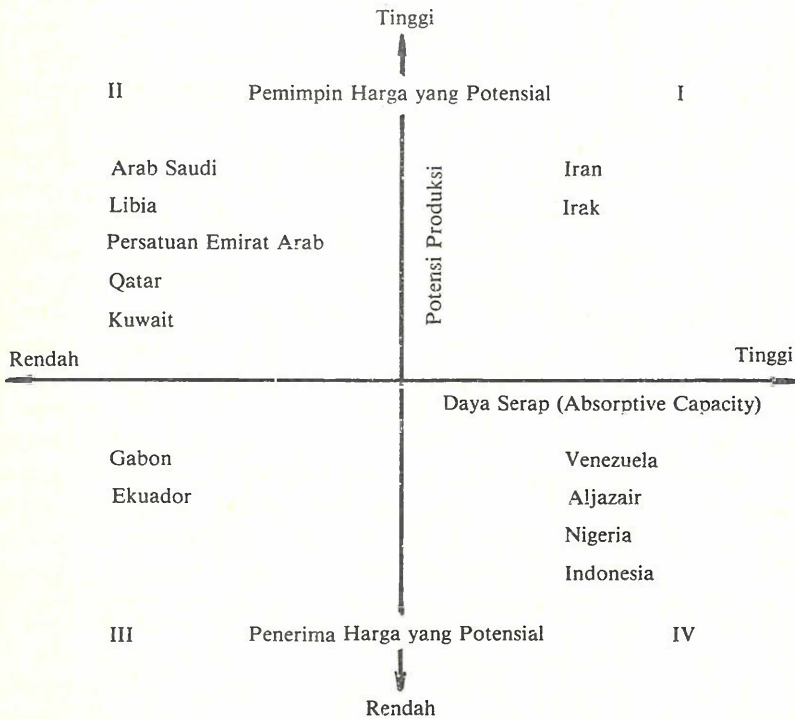 Tinggi
II Pemimpin Harga yang Potensial I
Potensi Produksi
Arab Saudi Iran
Libia Irak
Persatuan Emirat Arab
Qatar
Kuwait
Rendah Tinggi
Daya Serap (Absorptive Capacity)
Gabon Venezuela
Ekuador Aljazair
Nigeria
Indonesia
III Penerima Harga yang Potensial IV
Rendah